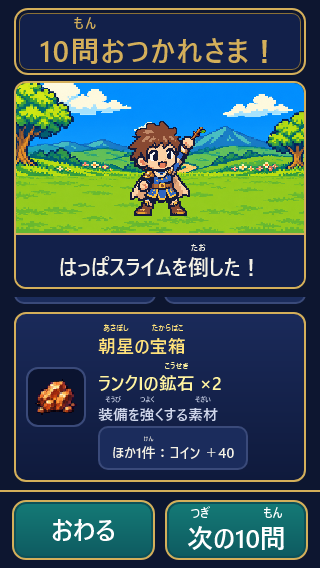 10問おつかれさま！
はっぱスライムを倒した！
朝星の宝箱
ランクIの鉱石 ×2
装備を強くする素材
ほか1件：コイン ＋40
おわる
次の10問